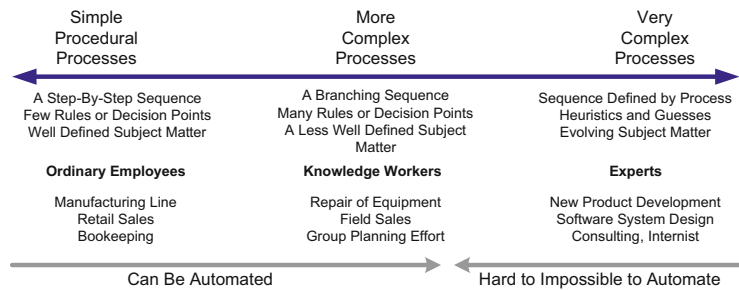 Simple
Procedural
Processes
More
Complex
Processes
Very
Complex
Processes
A Step-By-Step Sequence
Few Rules or Decision Points
Well Defined Subject Matter
A Branching Sequence
Many Rules or Decision Points
A Less Well Defined Subject
Matter
Sequence Defined by Process
Heuristics and Guesses
Evolving Subject Matter
Ordinary Employees
Knowledge Workers
Experts
Manufacturing Line
Retail Sales
Bookeeping
Repair of Equipment
Field Sales
Group Planning Effort
New Product Development
Software System Design
Consulting, Internist
Can Be Automated
Hard to Impossible to Automate